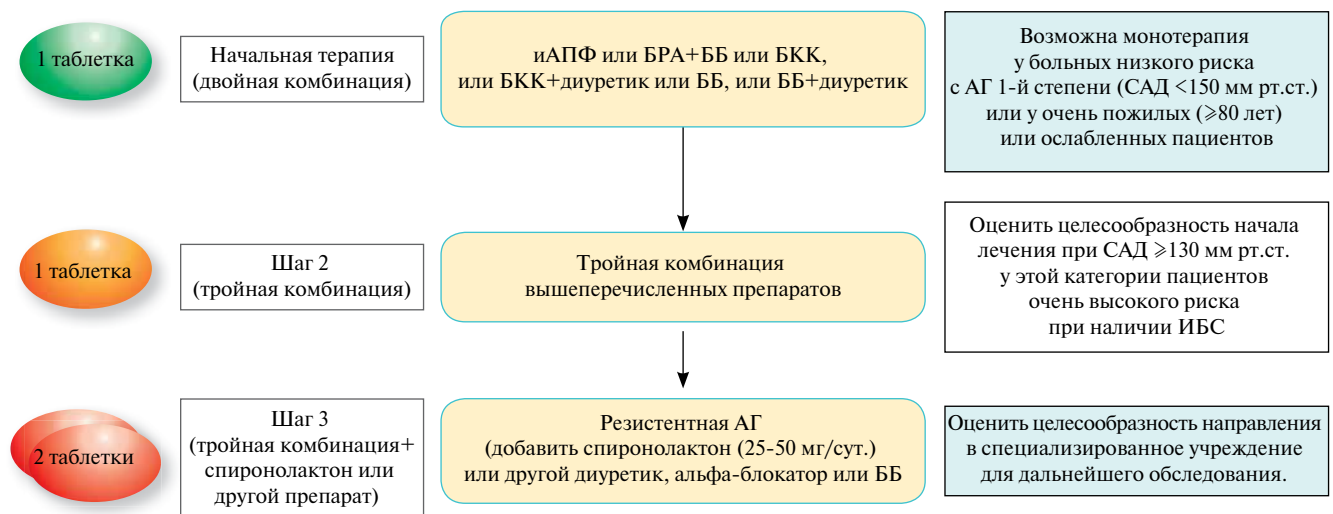 1 таблетка
Начальная терапия
(двойная комбинация)
иАПФ или БРА+ББ или БКК,
или БКК+диуретик или ББ, или ББ+диуретик
Возможна монотерапия
у больных низкого риска
с АГ 1-й степени (САД <150 мм рт.ст.)
или у очень пожилых (⩾80 лет)
или ослабленных пациентов
1 таблетка
Шаг 2
(тройная комбинация)
Тройная комбинация
вышеперечисленных препаратов
Оценить целесообразность начала
лечения при САД ⩾130 мм рт.ст.
у этой категории пациентов
очень высокого риска
при наличии ИБС
2 таблетки
Шаг 3
(тройная комбинация+
спиронолактон или
другой препарат)
Резистентная АГ
(добавить спиронолактон (25-50 мг/сут.)
или другой диуретик, альфа-блокатор или ББ
Оценить целесообразность направления
в специализированное учреждение
для дальнейшего обследования.